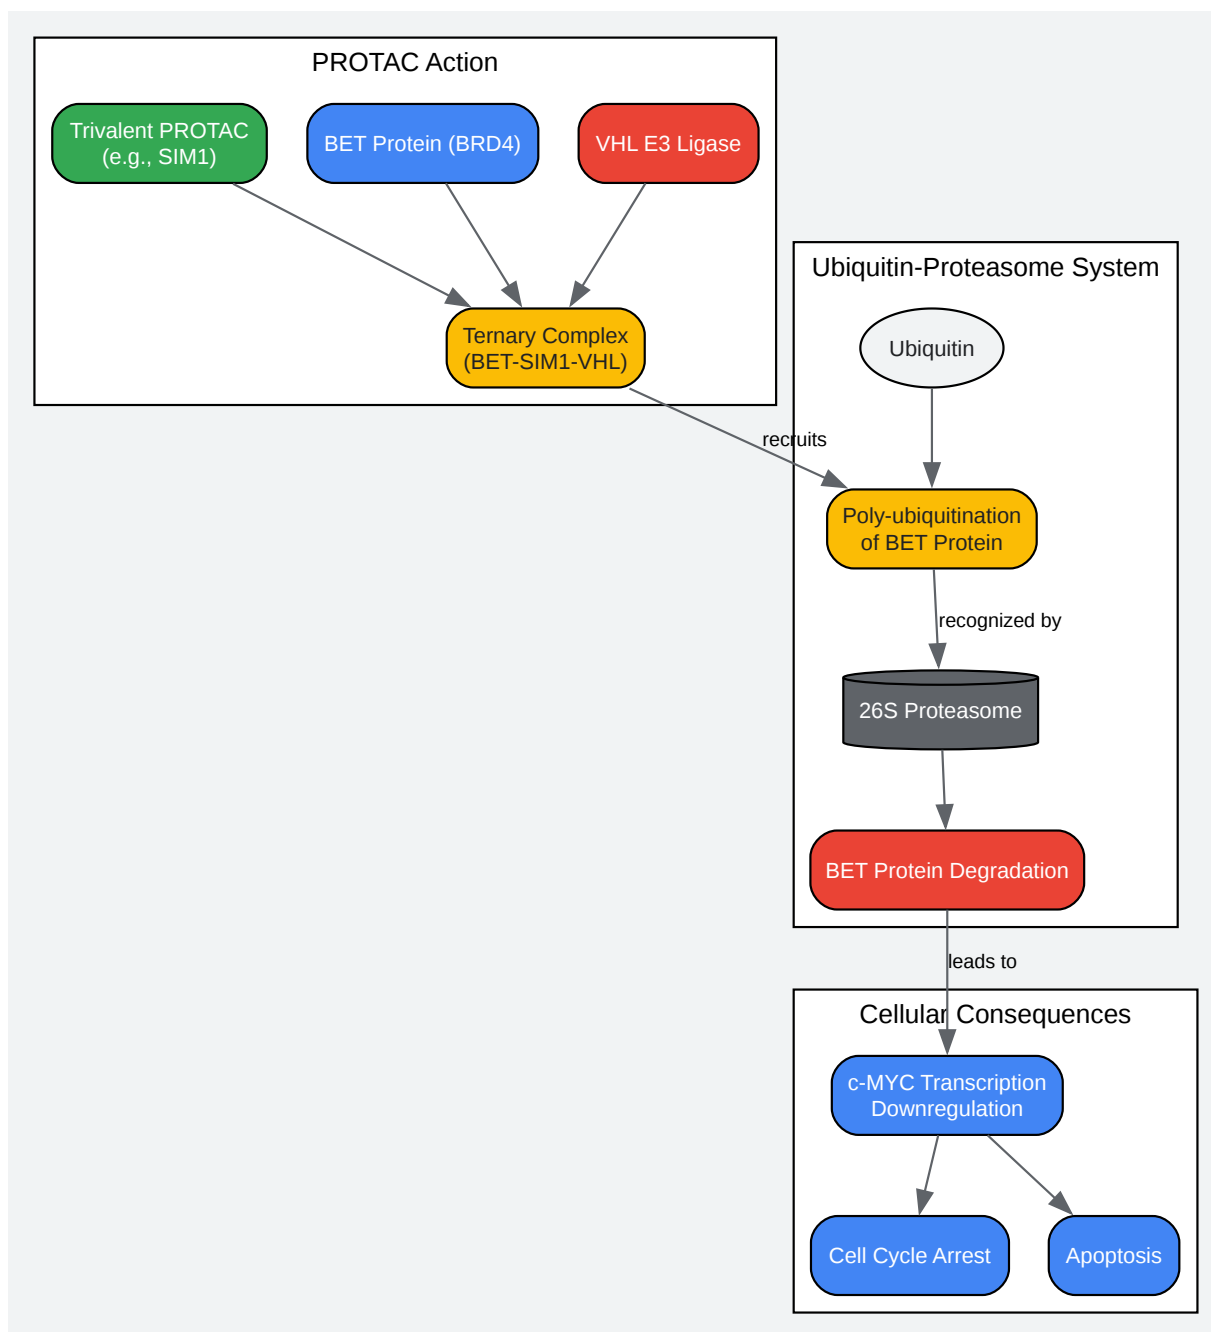 PROTAC Action
Trivalent PROTAC
(e.g., SIM1)
BET Protein (BRD4)
VHL E3 Ligase
Ternary Complex
(BET-SIM1-VHL)
recruits
Ubiquitin-Proteasome System
Ubiquitin
Poly-ubiquitination
of BET Protein
recognized by
26S Proteasome
BET Protein Degradation
leads to
Cellular Consequences
c-MYC Transcription
Downregulation
Cell Cycle Arrest
Apoptosis